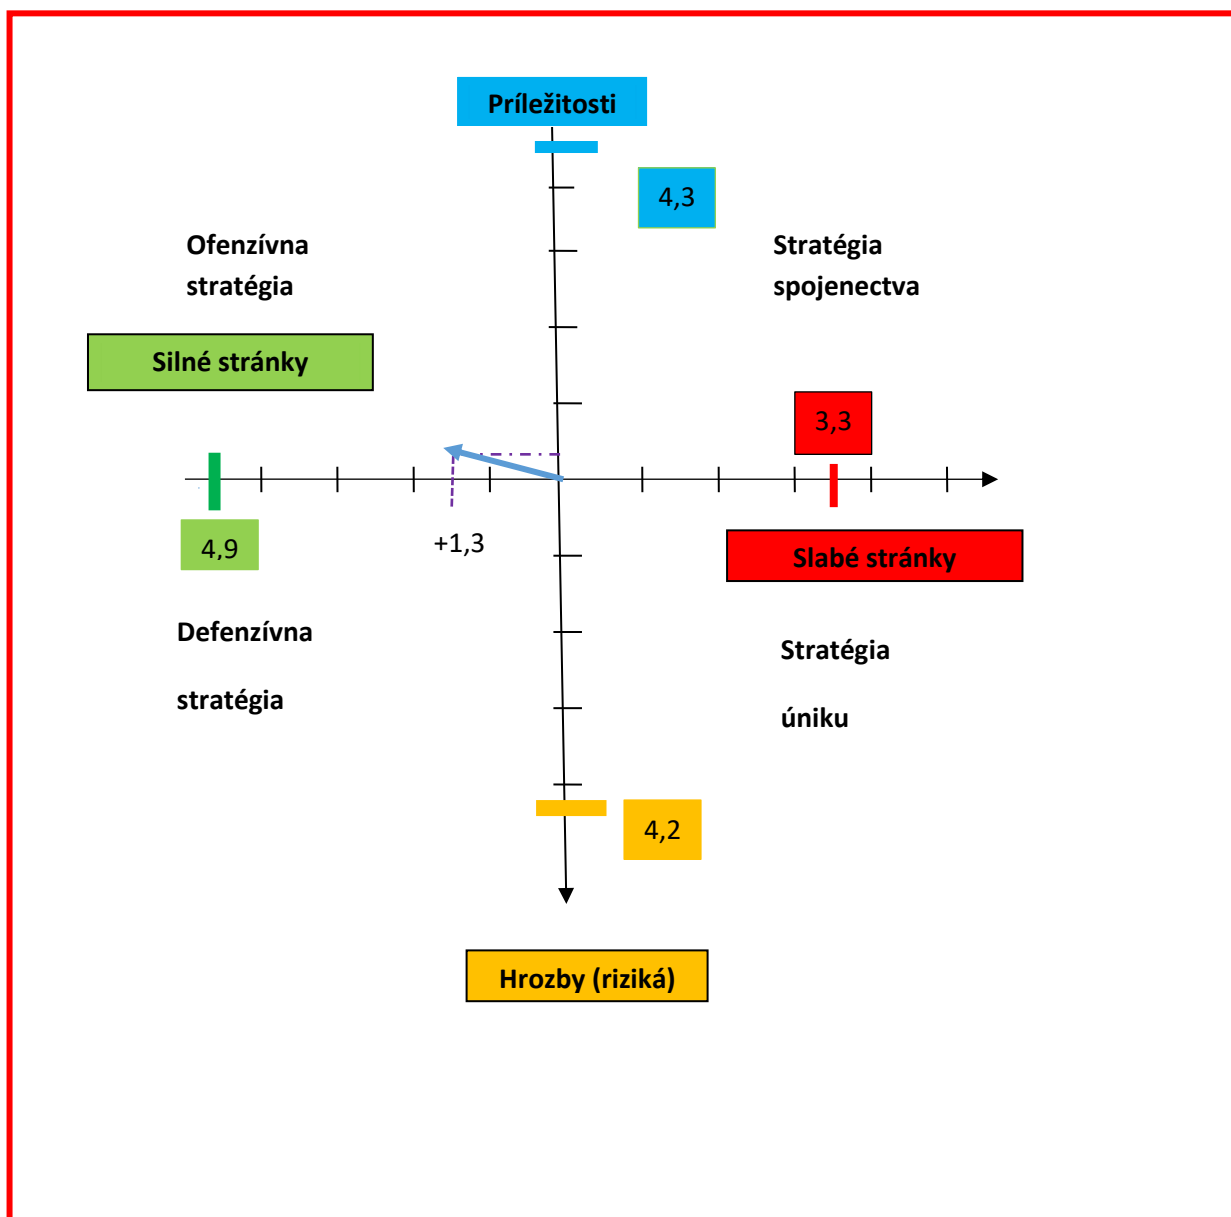 Príležitosti
4,3
Ofenzívna
stratégia
Stratégia
spojenectva
Silné stránky
3,3
4,9
+1,3
Slabé stránky
Defenzívna
stratégia
Stratégia
úniku
4,2
Hrozby (riziká)